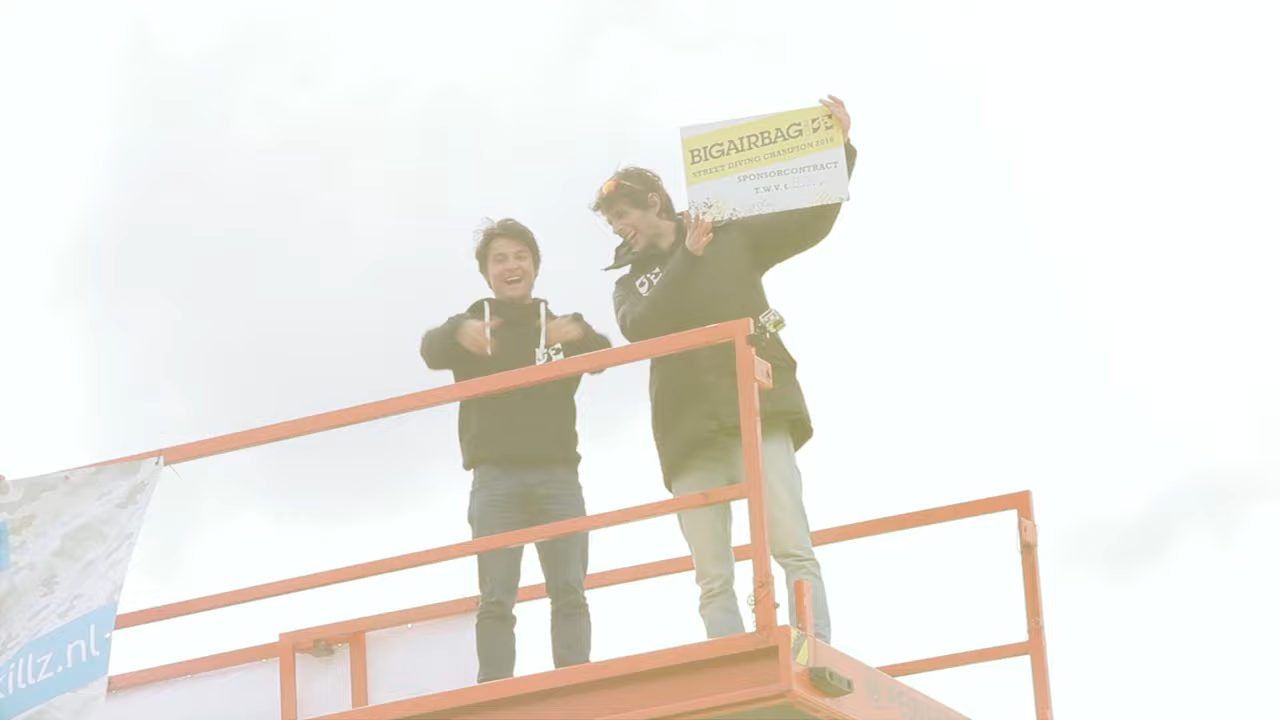 BIGAIRBAG
STREET DIVING CHAMPION 2016
SPONSORCONTRACT
T.W.V. €
illz.nl